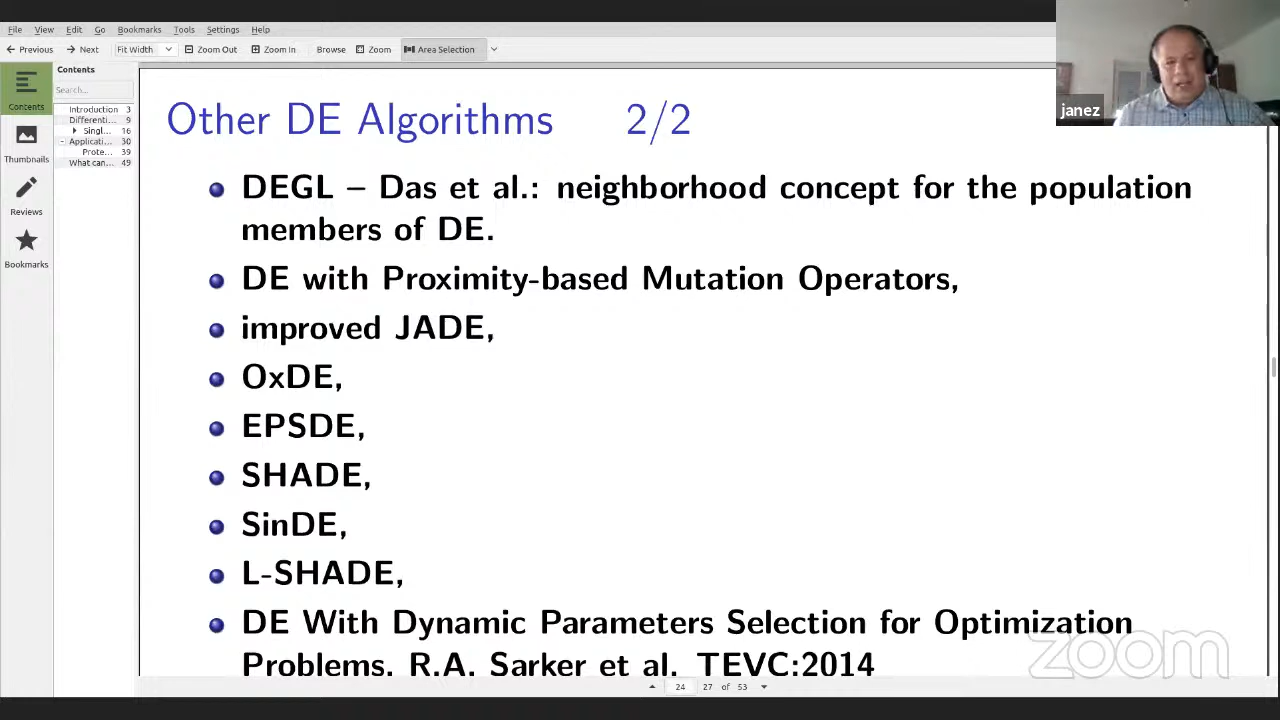 File View Edit Go Bookmarks Tools Settings Help
Previous Next Fit Width Zoom Out Zoom In Browse Zoom Area Selection
Contents
Search...
Introduction 3
Differenti... 9
Singl... 16
Applicati... 30
Prote... 39
What can... 49
Contents
Thumbnails
Reviews
Bookmarks
janez
Other DE Algorithms 2/2
DEGL – Das et al.: neighborhood concept for the population
members of DE.
DE with Proximity-based Mutation Operators,
improved JADE,
OxDE,
EPSDE,
SHADE,
SinDE,
L-SHADE,
DE With Dynamic Parameters Selection for Optimization
Problems. R.A. Sarker et al. TEVC:2014
zoom
24 27 of 53